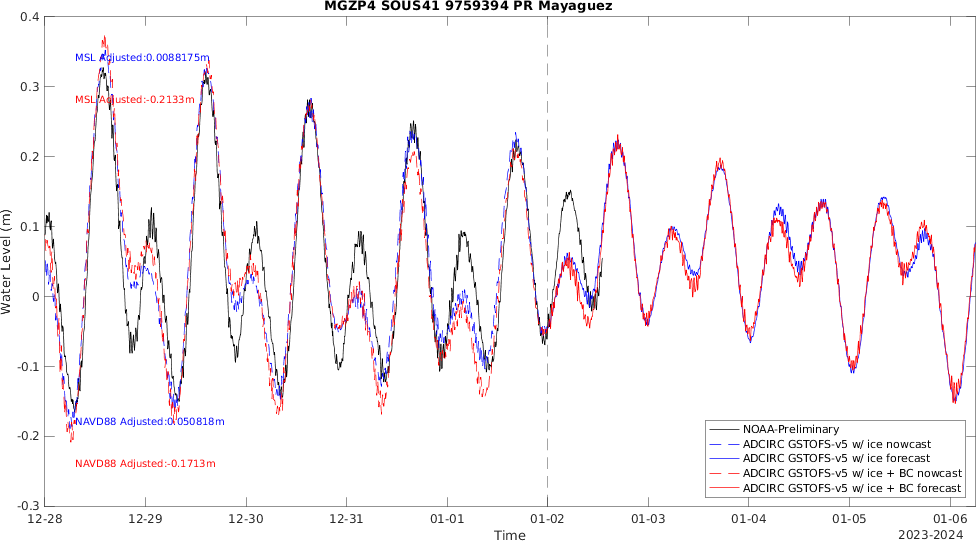 MGZP4 SOUS41 9759394 PR Mayaguez
0.4
0.3
0.2
0.1
0
-0.1
-0.2
-0.3
Water Level (m)
MSL Adjusted:0.0088175m
MSL Adjusted:-0.2133m
NAVD88 Adjusted:0.050818m
NAVD88 Adjusted:-0.1713m
NOAA-Preliminary
ADCIRC GSTOFS-v5 w/ ice nowcast
ADCIRC GSTOFS-v5 w/ ice forecast
ADCIRC GSTOFS-v5 w/ ice + BC nowcast
ADCIRC GSTOFS-v5 w/ ice + BC forecast
12-28 12-29 12-30 12-31 01-01 01-02 01-03 01-04 01-05 01-06
Time
2023-2024